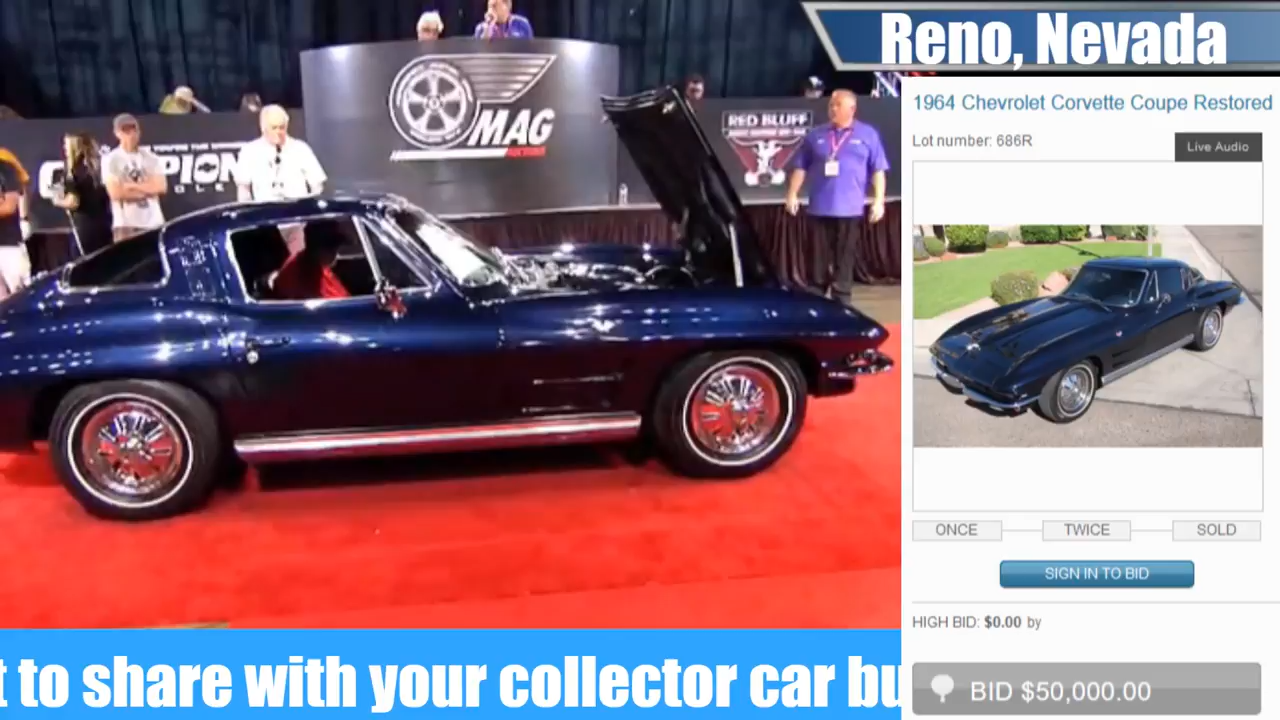 Reno, Nevada
1964 Chevrolet Corvette Coupe Restored
Lot number: 686R
Live Audio
MAG
AUCTIONS
RED BLUFF
ONCE
TWICE
SOLD
SIGN IN TO BID
HIGH BID: $0.00 by
BID $50,000.00
t to share with your collector car bu